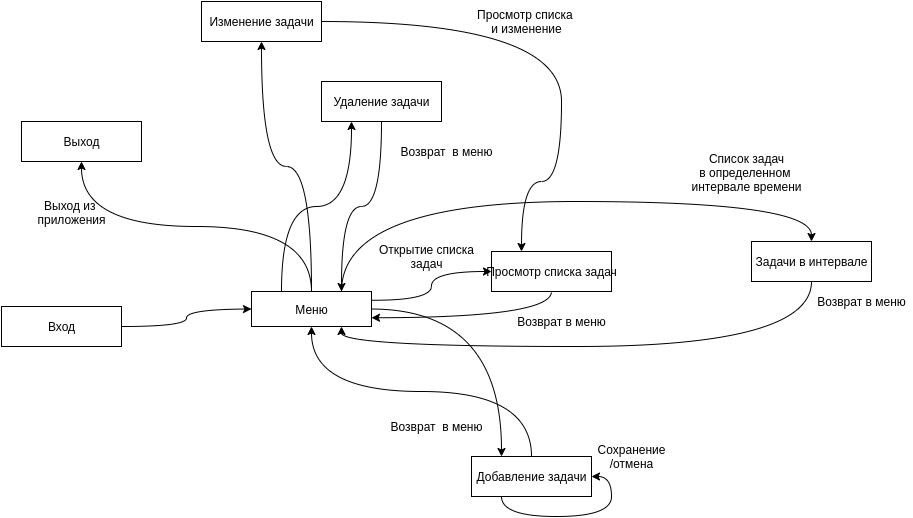 Изменение задачи
Просмотр списка
и изменение
Удаление задачи
Выход
Возврат  в меню
Список задач
в определенном
интервале времени
Выход из
приложения
Открытие списка
задач
Просмотр списка задач
Задачи в интервале
Меню
Возврат в меню
Возврат в меню
Вход
Возврат  в меню
Сохранение
/отмена
Добавление задачи